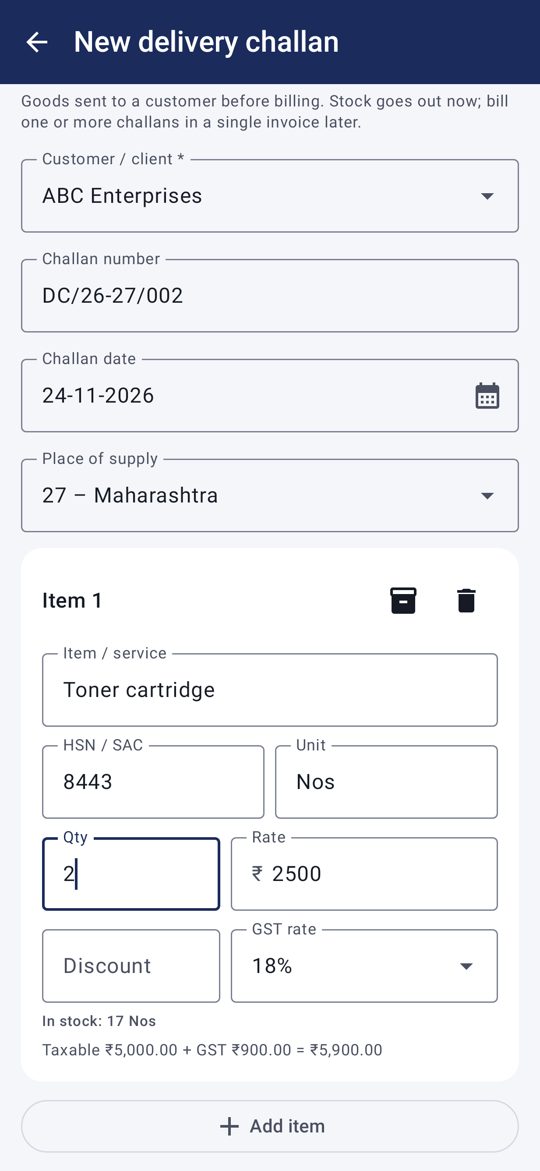 New delivery challan
Goods sent to a customer before billing. Stock goes out now; bill
one or more challans in a single invoice later.
Customer / client *
ABC Enterprises
Challan number
DC/26-27/002
Challan date
24-11-2026
Place of supply
27 – Maharashtra
Item 1
Item / service
Toner cartridge
HSN / SAC
8443
Unit
Nos
Qty
2
Rate
₹ 2500
Discount
GST rate
18%
In stock: 17 Nos
Taxable ₹5,000.00 + GST ₹900.00 = ₹5,900.00
Add item